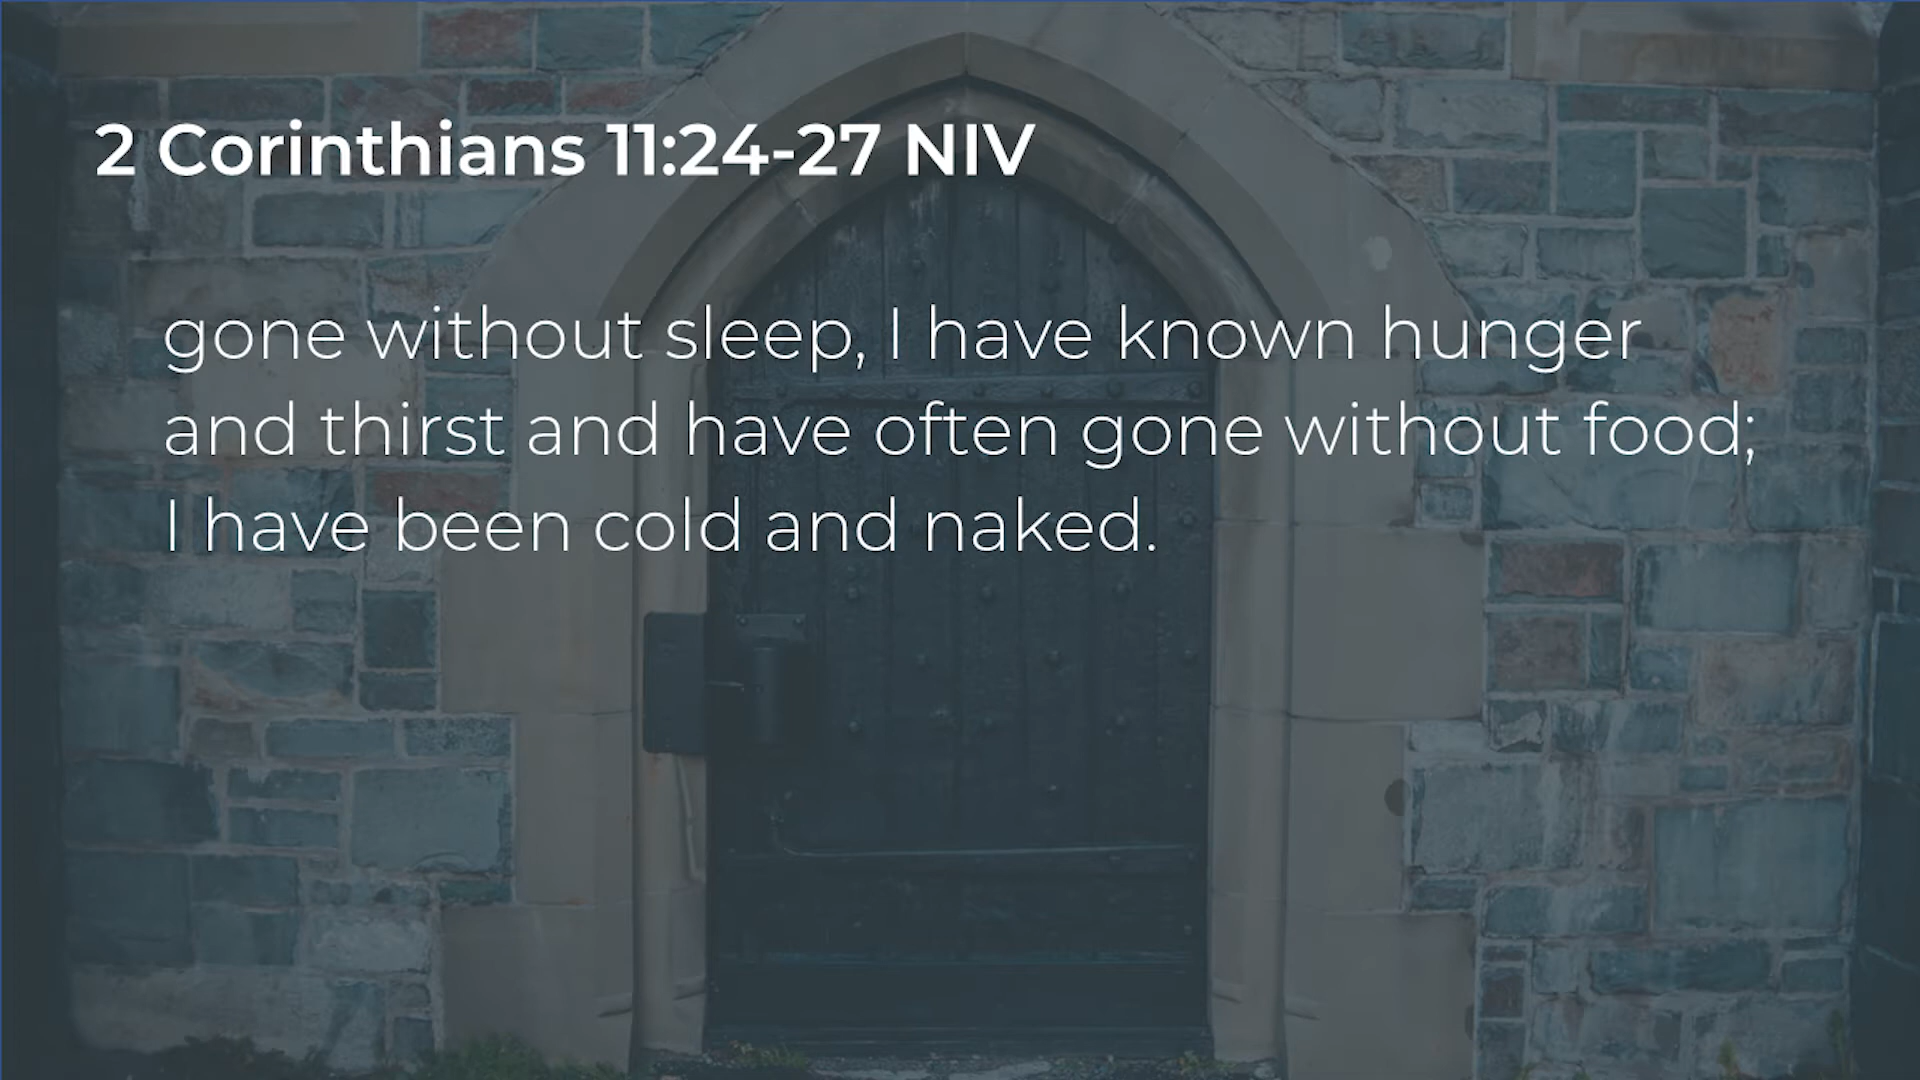 2 Corinthians 11:24-27 NIV
gone without sleep, I have known hunger
and thirst and have often gone without food;
I have been cold and naked.